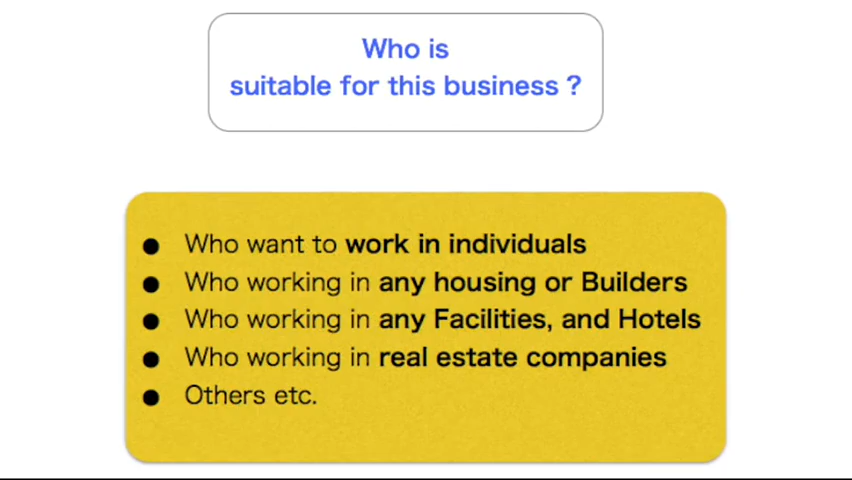 Who is
suitable for this business ?
● Who want to work in individuals
● Who working in any housing or Builders
● Who working in any Facilities, and Hotels
● Who working in real estate companies
● Others etc.